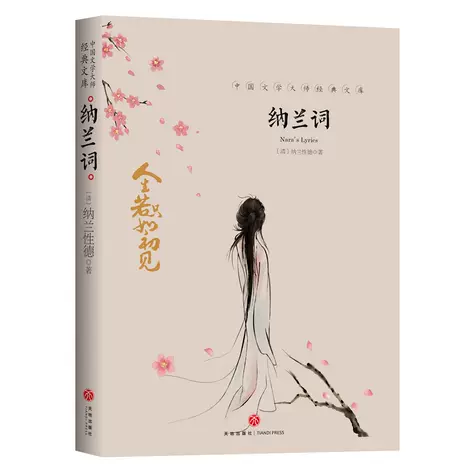 中国文学大师
经典文库
纳兰词
（清）纳兰性德◎著
天地出版社
中国文学大师经典文库
纳兰词
Nara's Lyrics
（清）纳兰性德◎著
人生若只如初见
天地出版社
TIANDI PRESS